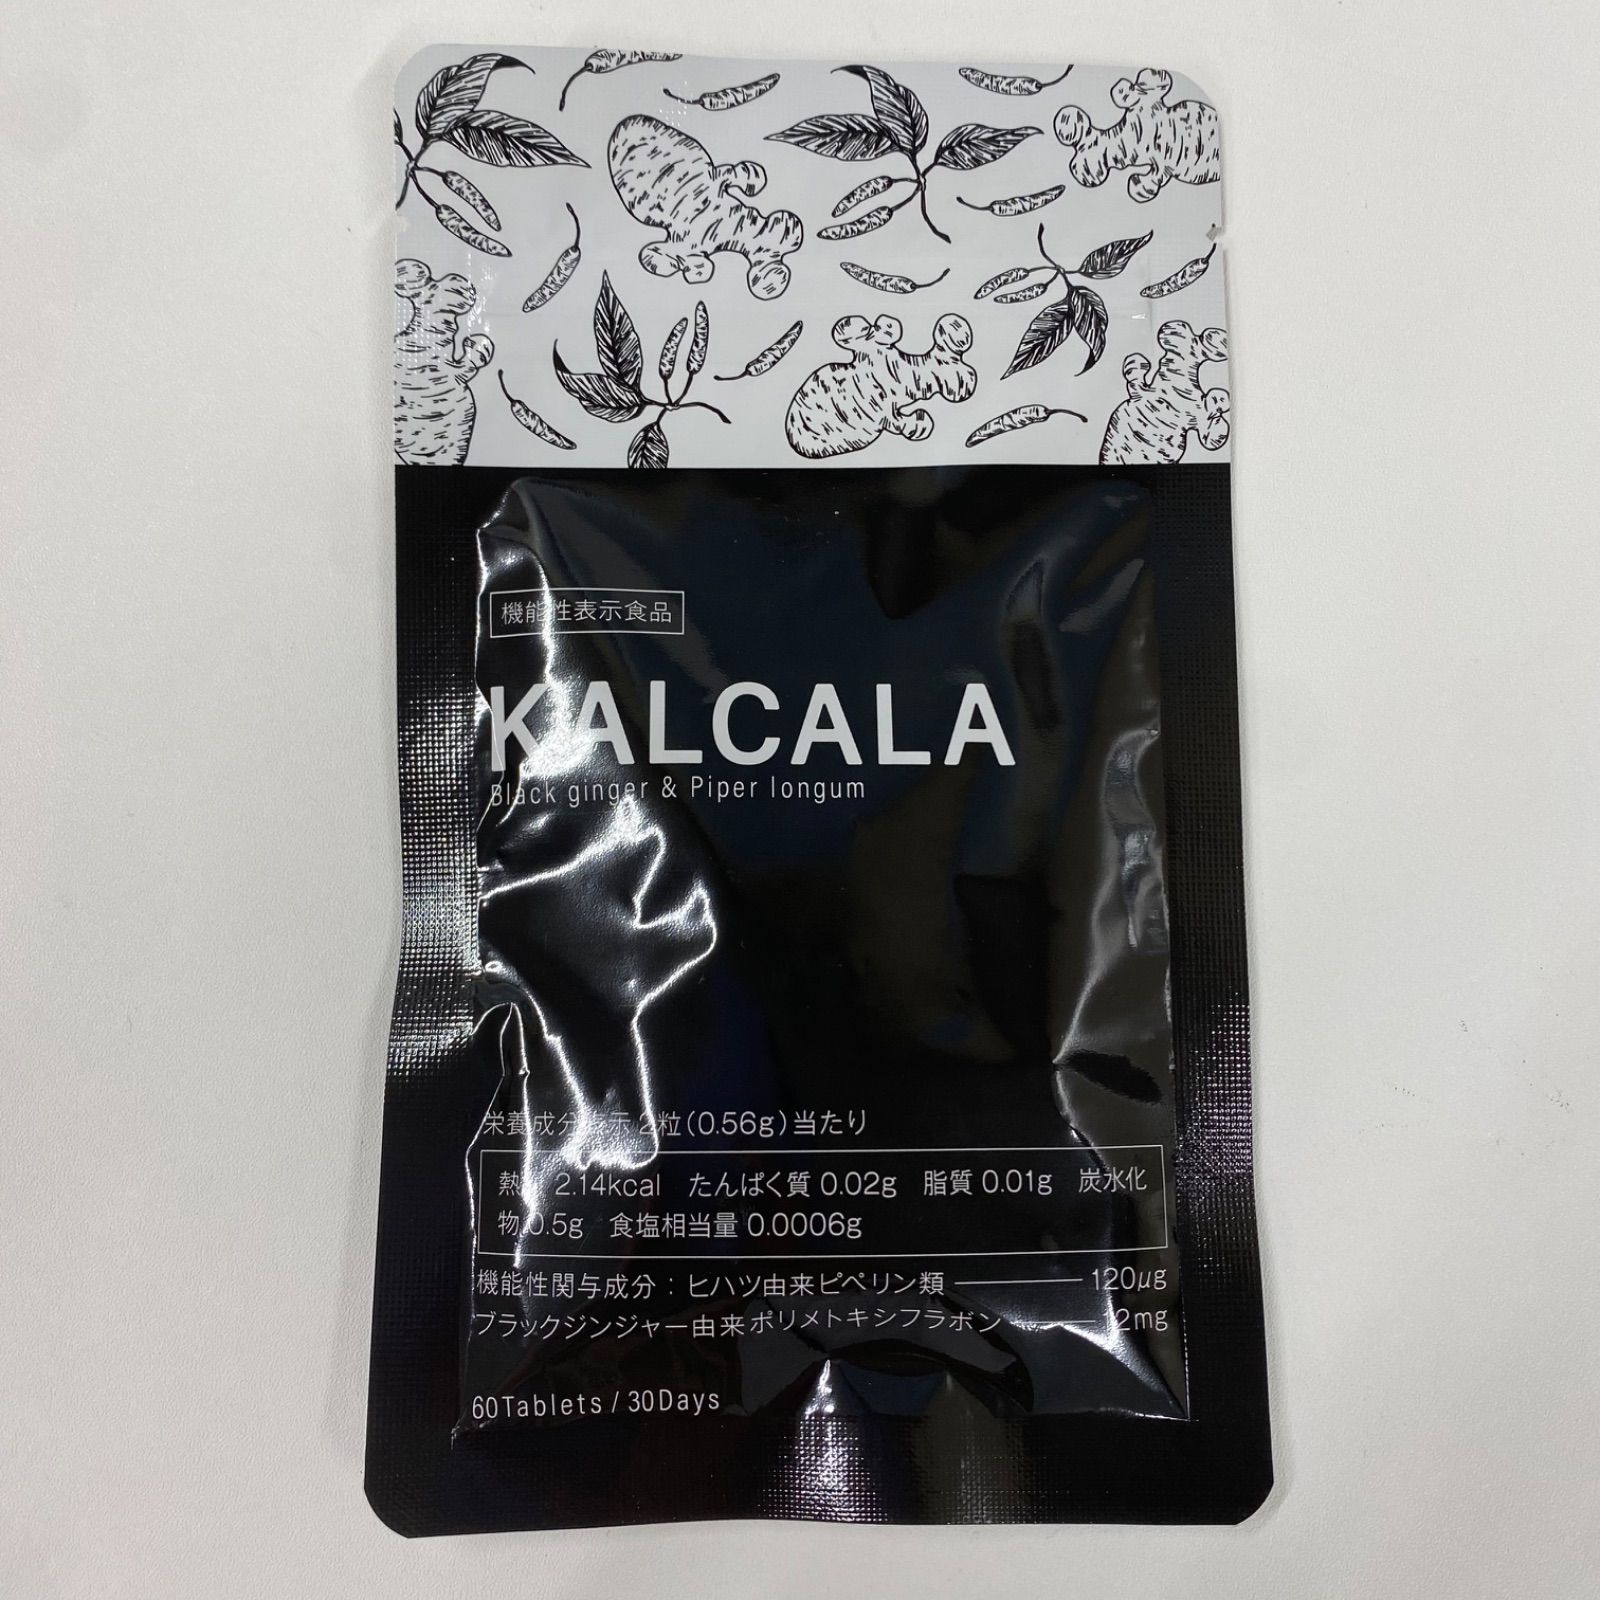 機能性表示食品
KALCALA
Black ginger & Piper longum
栄養成分表示 2粒(0.56g)当たり
熱 2.14kcal たんぱく質 0.02g 脂質 0.01g 炭水化
物 0.5g 食塩相当量 0.0006g
機能性関与成分：ヒハツ由来ピペリン類 120μg
ブラックジンジャー由来ポリメトキシフラボン 12mg
60Tablets / 30Days